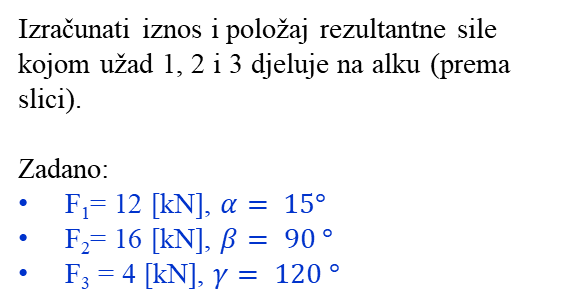 Izračunati iznos i položaj rezultantne sile
kojom užad 1, 2 i 3 djeluje na alku (prema
slici).
Zadano:
• F₁= 12 [kN], α = 15°
• F₂= 16 [kN], β = 90 °
• F₃ = 4 [kN], γ = 120 °